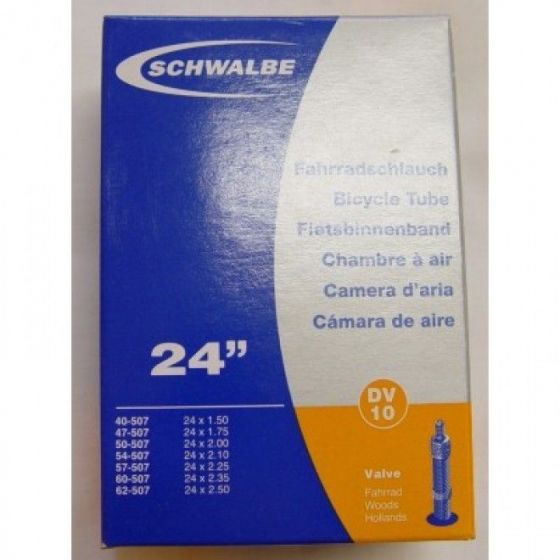 SCHWALBE
Fahrradschlauch
Bicycle Tube
Fietsbinnenband
Chambre à air
Camera d'aria
Cámara de aire
24”
40-507 24 x 1.50
47-507 24 x 1.75
50-507 24 x 2.00
54-507 24 x 2.10
57-507 24 x 2.25
60-507 24 x 2.35
62-507 24 x 2.50
DV
10
Valve
Fahrrad
Woods
Hollands